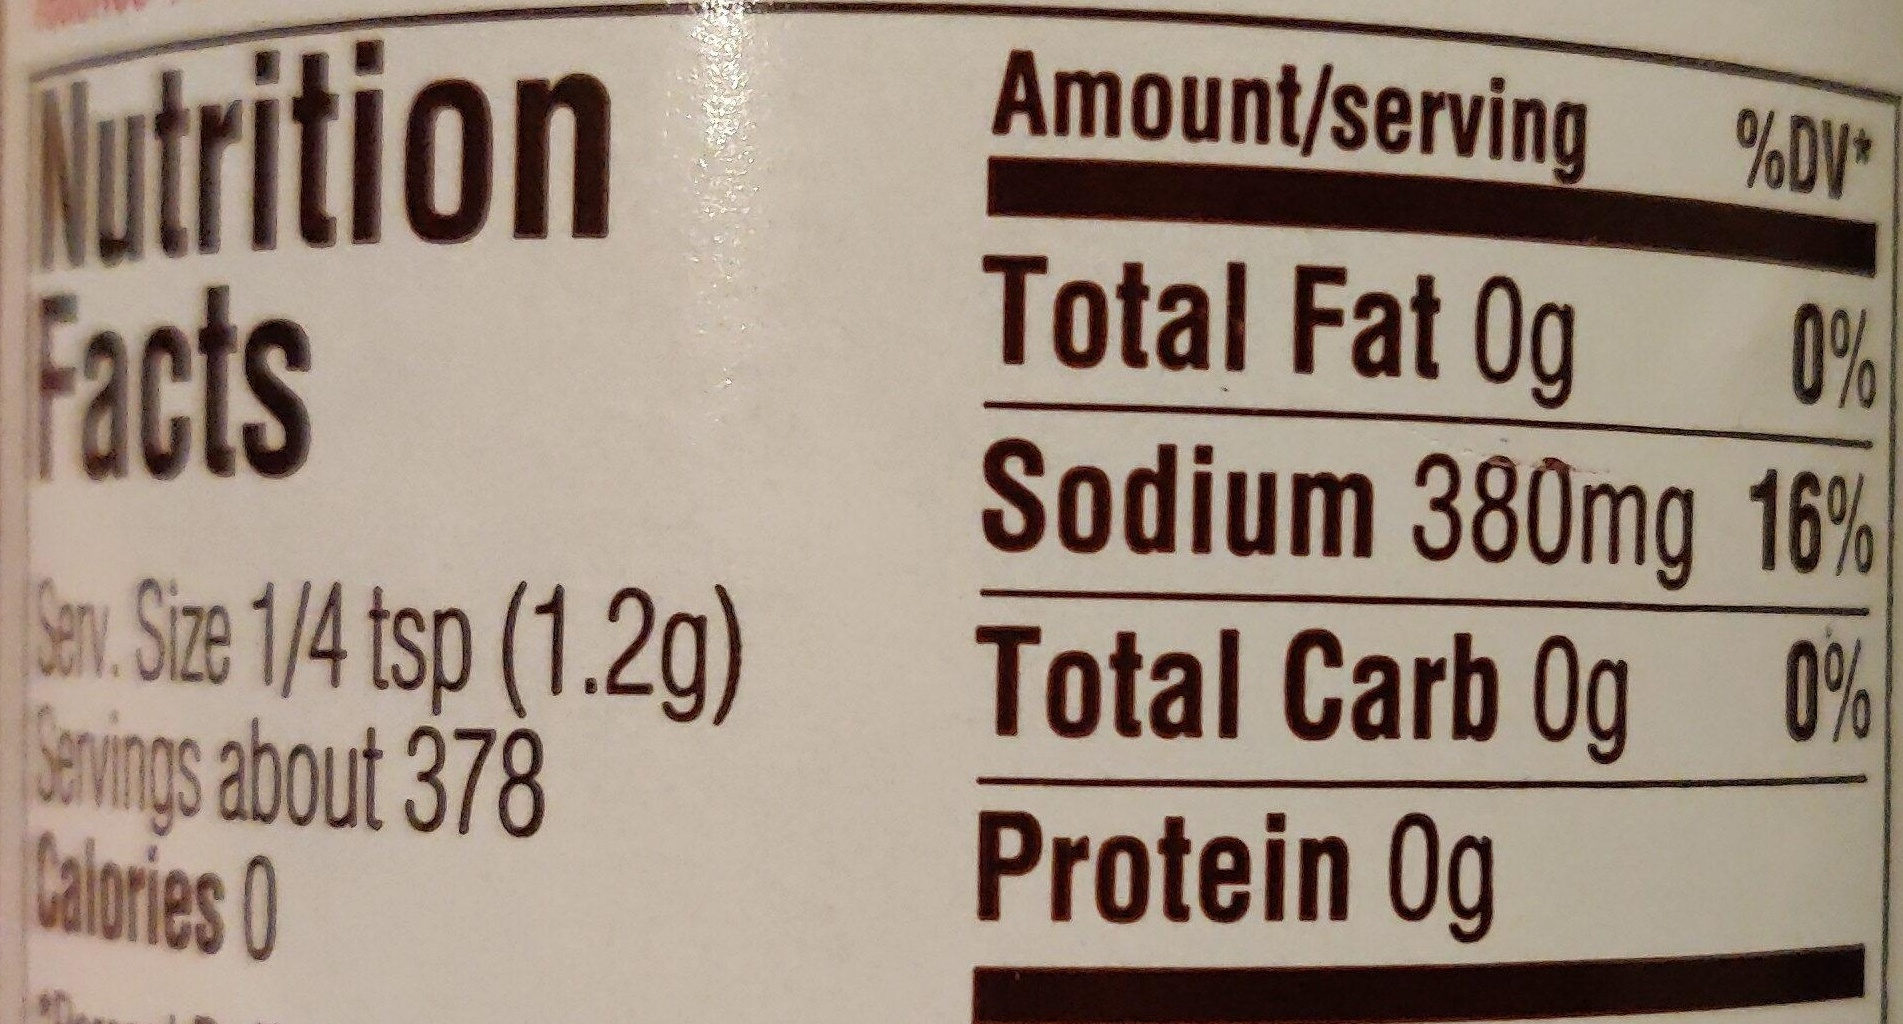 Nutrition
Facts
Serv. Size 1/4 tsp (1.2g)
Servings about 378
Calories 0
Amount/serving %DV*
Total Fat 0g 0%
Sodium 380mg 16%
Total Carb 0g 0%
Protein 0g